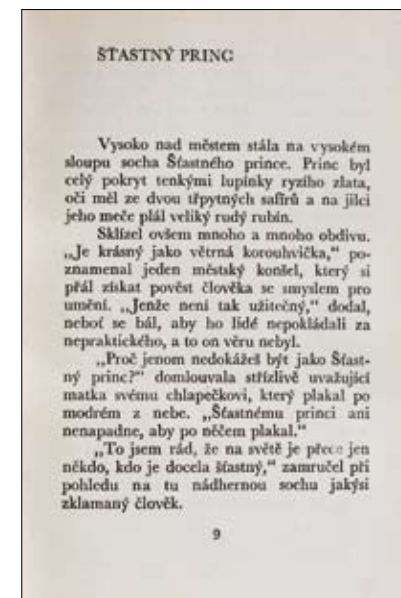 ŠŤASTNÝ PRINC
Vysoko nad městem stála na vysokém
sloupu socha Šťastného prince. Princ byl
celý pokryt tenkými lupínky ryzího zlata,
oči měl ze dvou třpytných safírů a na jílci
jeho meče plál veliký rudý rubín.
Sklízel ovšem mnoho a mnoho obdivu.
„Je krásný jako větrná korouhvička,“ po-
znamenal jeden městský konšel, který si
přál získat pověst člověka se smyslem pro
umění. „Jenže není tak užitečný,“ dodal,
neboť se bál, aby ho lidé nepokládali za
nepraktického, a to on věru nebyl.
„Proč jenom nedokážeš být jako Šťast-
ný princ?“ domlouvala střízlivě uvažující
matka svému chlapečkovi, který plakal po
modrém z nebe. „Šťastnému princi ani
nenapadne, aby po něčem plakal.“
„To jsem rád, že na světě je přece jen
někdo, kdo je docela šťastný,“ zamručel při
pohledu na tu nádhernou sochu jakýsi
zklamaný člověk.
9